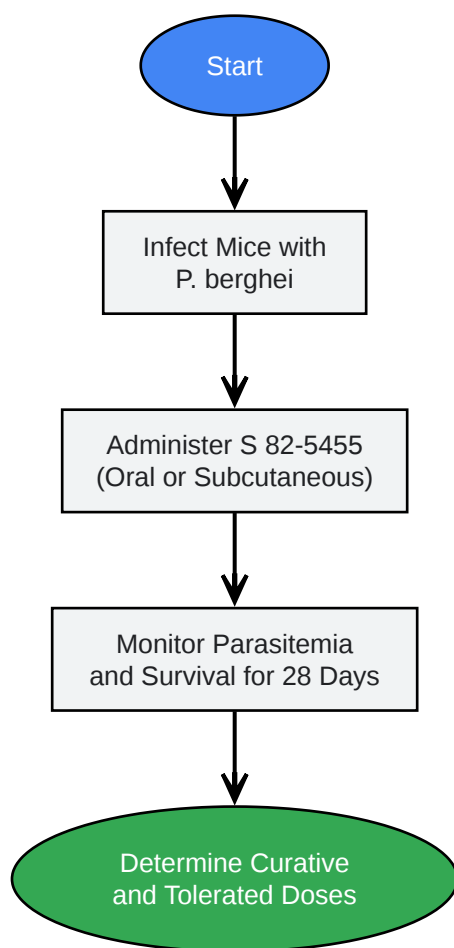 Start
Infect Mice with
P. berghei
Administer S 82-5455
(Oral or Subcutaneous)
Monitor Parasitemia
and Survival for 28 Days
Determine Curative
and Tolerated Doses